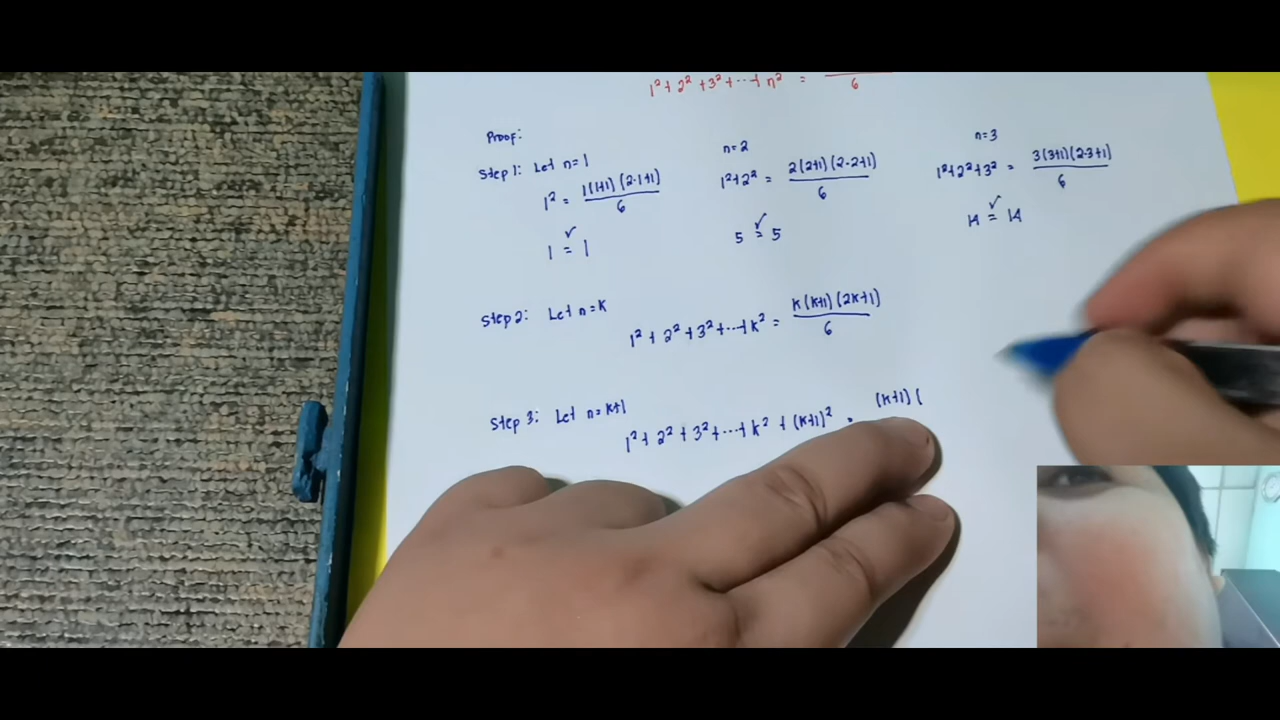 1² + 2² + 3² + ... + n² = 6
Proof:
Step 1: Let n=1
1² = 1(1+1)(2·1+1)/6
1 = 1 ✓
n=2
1²+2² = 2(2+1)(2·2+1)/6
5 = 5 ✓
n=3
1²+2²+3² = 3(3+1)(2·3+1)/6
14 = 14 ✓
Step 2: Let n=k
1² + 2² + 3² + ... + k² = k(k+1)(2k+1)/6
Step 3: Let n=k+1
1² + 2² + 3² + ... + k² + (k+1)² = (k+1)(